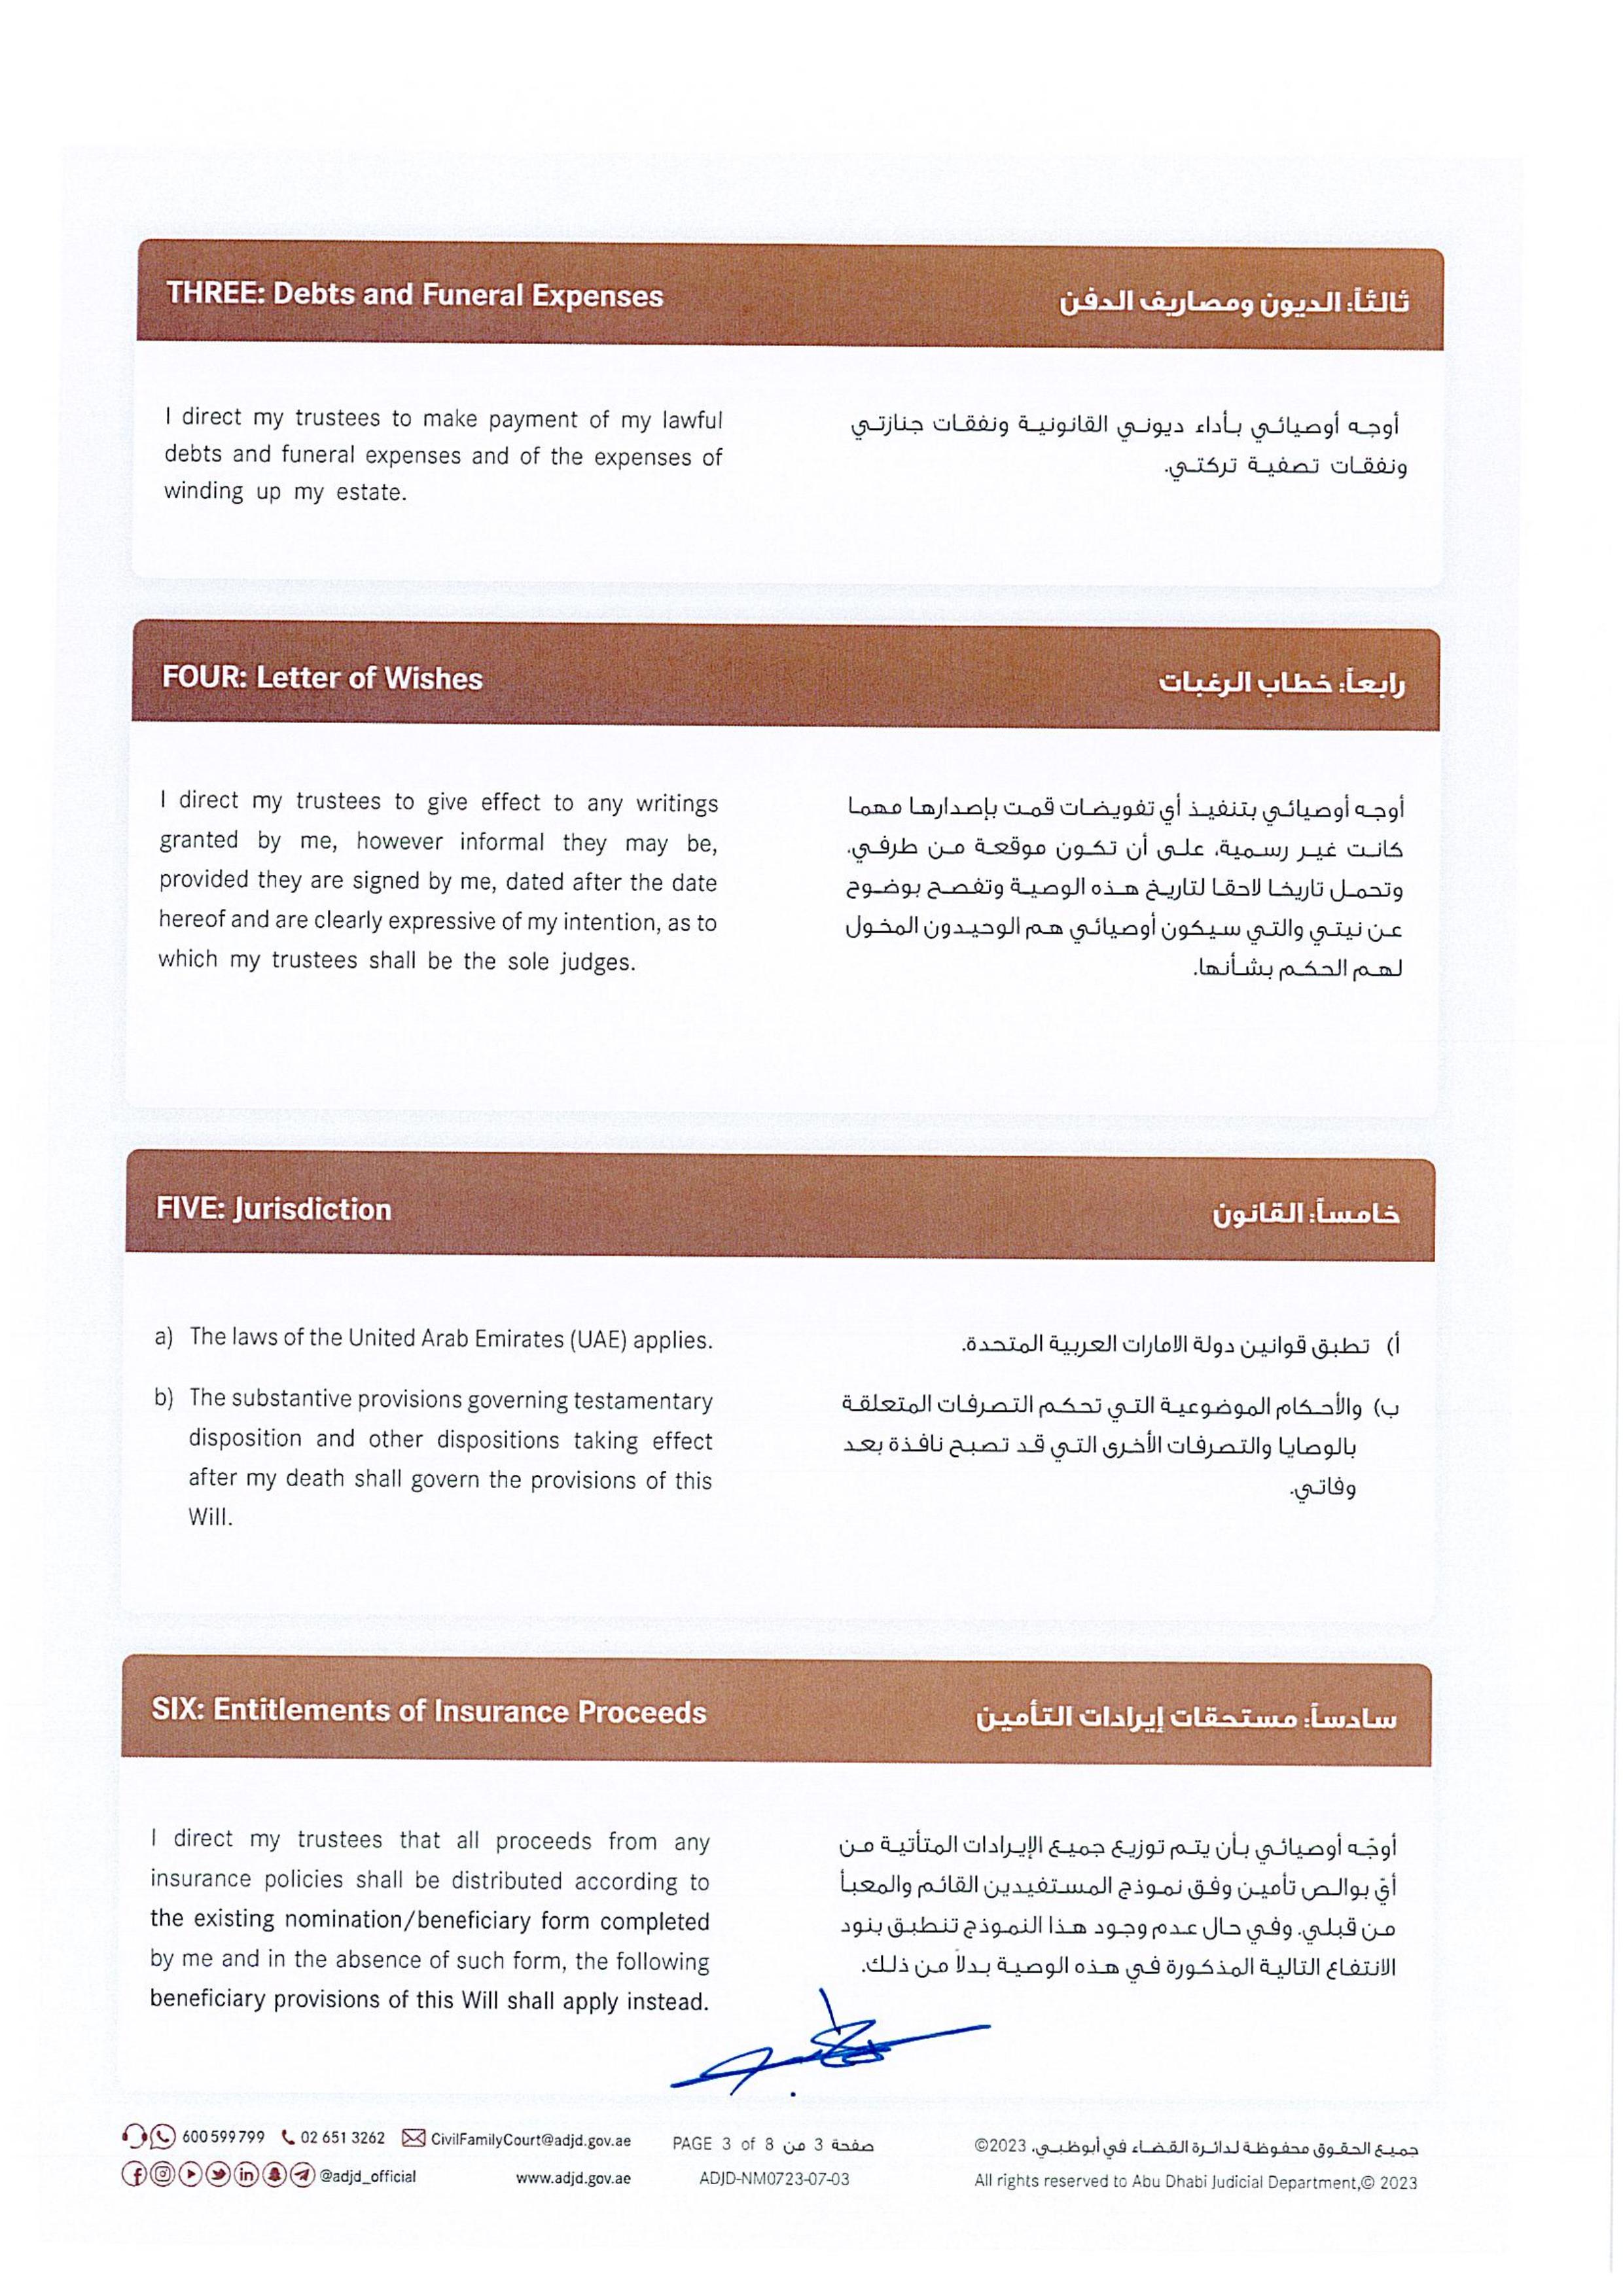 THREE: Debts and Funeral Expenses
ثالثاً: الديون ومصاريف الدفن
I direct my trustees to make payment of my lawful
debts and funeral expenses and of the expenses of
winding up my estate.
أوجه أوصيائي بأداء ديوني القانونية ونفقات جنازتي
ونفقات تصفية تركتي.
FOUR: Letter of Wishes
رابعاً: خطاب الرغبات
I direct my trustees to give effect to any writings
granted by me, however informal they may be,
provided they are signed by me, dated after the date
hereof and are clearly expressive of my intention, as to
which my trustees shall be the sole judges.
أوجه أوصيائي بتنفيذ أي تفويضات قمت بإصدارها مهما
كانت غير رسمية، على أن تكون موقعة من طرفي،
وتحمل تاريخا لاحقا لتاريخ هذه الوصية وتفصح بوضوح
عن نيتي والتي سيكون أوصيائي هم الوحيدون المخول
لهم الحكم بشأنها.
FIVE: Jurisdiction
خامساً: القانون
a) The laws of the United Arab Emirates (UAE) applies.
b) The substantive provisions governing testamentary
disposition and other dispositions taking effect
after my death shall govern the provisions of this
Will.
أ) تطبق قوانين دولة الامارات العربية المتحدة.
ب) والأحكام الموضوعية التي تحكم التصرفات المتعلقة
بالوصايا والتصرفات الأخرى التي قد تصبح نافذة بعد
وفاتي.
SIX: Entitlements of Insurance Proceeds
سادساً: مستحقات إيرادات التأمين
I direct my trustees that all proceeds from any
insurance policies shall be distributed according to
the existing nomination/beneficiary form completed
by me and in the absence of such form, the following
beneficiary provisions of this Will shall apply instead.
أوجّه أوصيائي بأن يتم توزيع جميع الإيرادات المتأتية من
أيّ بوالص تأمين وفق نموذج المستفيدين القائم والمعبأ
من قبلي. وفي حال عدم وجود هذا النموذج تنطبق بنود
الانتفاع التالية المذكورة في هذه الوصية بدلاً من ذلك.
600599799 02 651 3262 CivilFamilyCourt@adjd.gov.ae
@adjd_official www.adjd.gov.ae
PAGE 3 of 8 صفحة 3 من
ADJD-NM0723-07-03
جميع الحقوق محفوظة لدائرة القضاء في أبوظبي، 2023©
All rights reserved to Abu Dhabi Judicial Department,© 2023